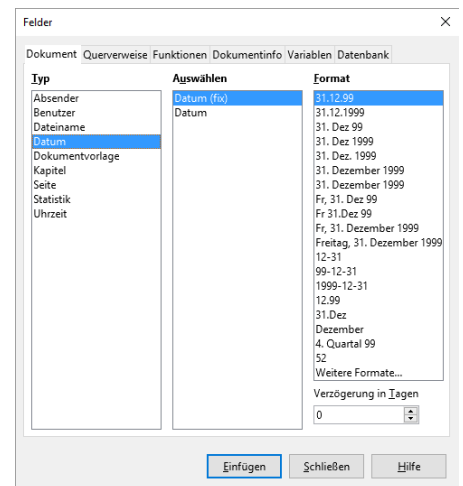 Felder
Dokument Querverweise Funktionen Dokumentinfo Variablen Datenbank
Typ
Absender
Benutzer
Dateiname
Datum
Dokumentvorlage
Kapitel
Seite
Statistik
Uhrzeit
Auswählen
Datum (fix)
Datum
Format
31.12.99
31.12.1999
31. Dez 99
31. Dez 1999
31. Dez. 1999
31. Dezember 1999
31. Dezember 1999
Fr, 31. Dez 99
Fr 31.Dez 99
Fr, 31. Dezember 1999
Freitag, 31. Dezember 1999
12-31
99-12-31
1999-12-31
12.99
31.Dez
Dezember
4. Quartal 99
52
Weitere Formate...
Verzögerung in Tagen
0
Einfügen Schließen Hilfe